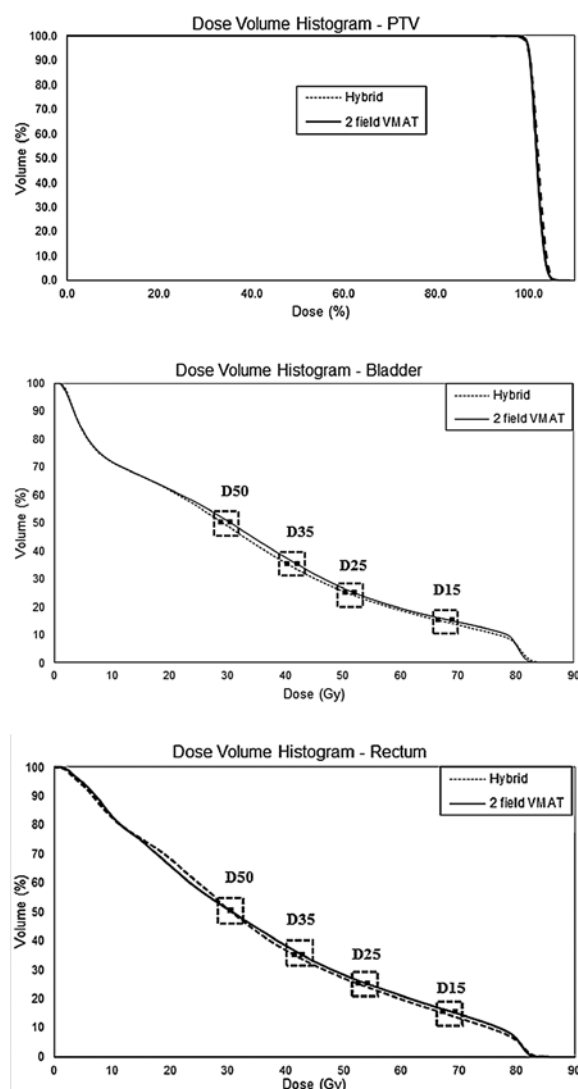 Dose Volume Histogram - PTV
100.0
90.0
80.0
70.0
60.0
50.0
40.0
30.0
20.0
10.0
0.0
Volume (%)
Hybrid
2 field VMAT
0.0 20.0 40.0 60.0 80.0 100.0
Dose (%)
Dose Volume Histogram - Bladder
100
90
80
70
60
50
40
30
20
10
0
Volume (%)
Hybrid
2 field VMAT
D50
D35
D25
D15
0 10 20 30 40 50 60 70 80 90
Dose (Gy)
Dose Volume Histogram - Rectum
100
90
80
70
60
50
40
30
20
10
0
Volume (%)
Hybrid
2 field VMAT
D50
D35
D25
D15
0 10 20 30 40 50 60 70 80 90
Dose (Gy)